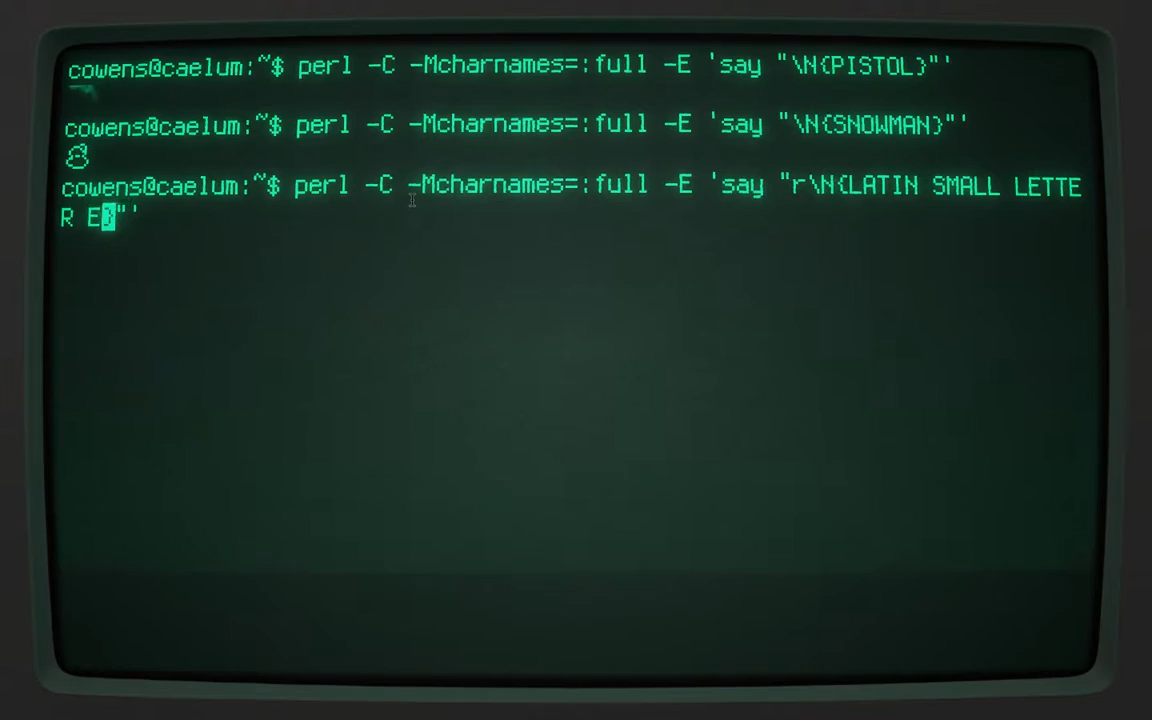 cowens@caelum:~$ perl -C -Mcharnames=:full -E 'say "\N{PISTOL}"'
cowens@caelum:~$ perl -C -Mcharnames=:full -E 'say "\N{SNOWMAN}"'
☃
cowens@caelum:~$ perl -C -Mcharnames=:full -E 'say "r\N{LATIN SMALL LETTE
R E}"'